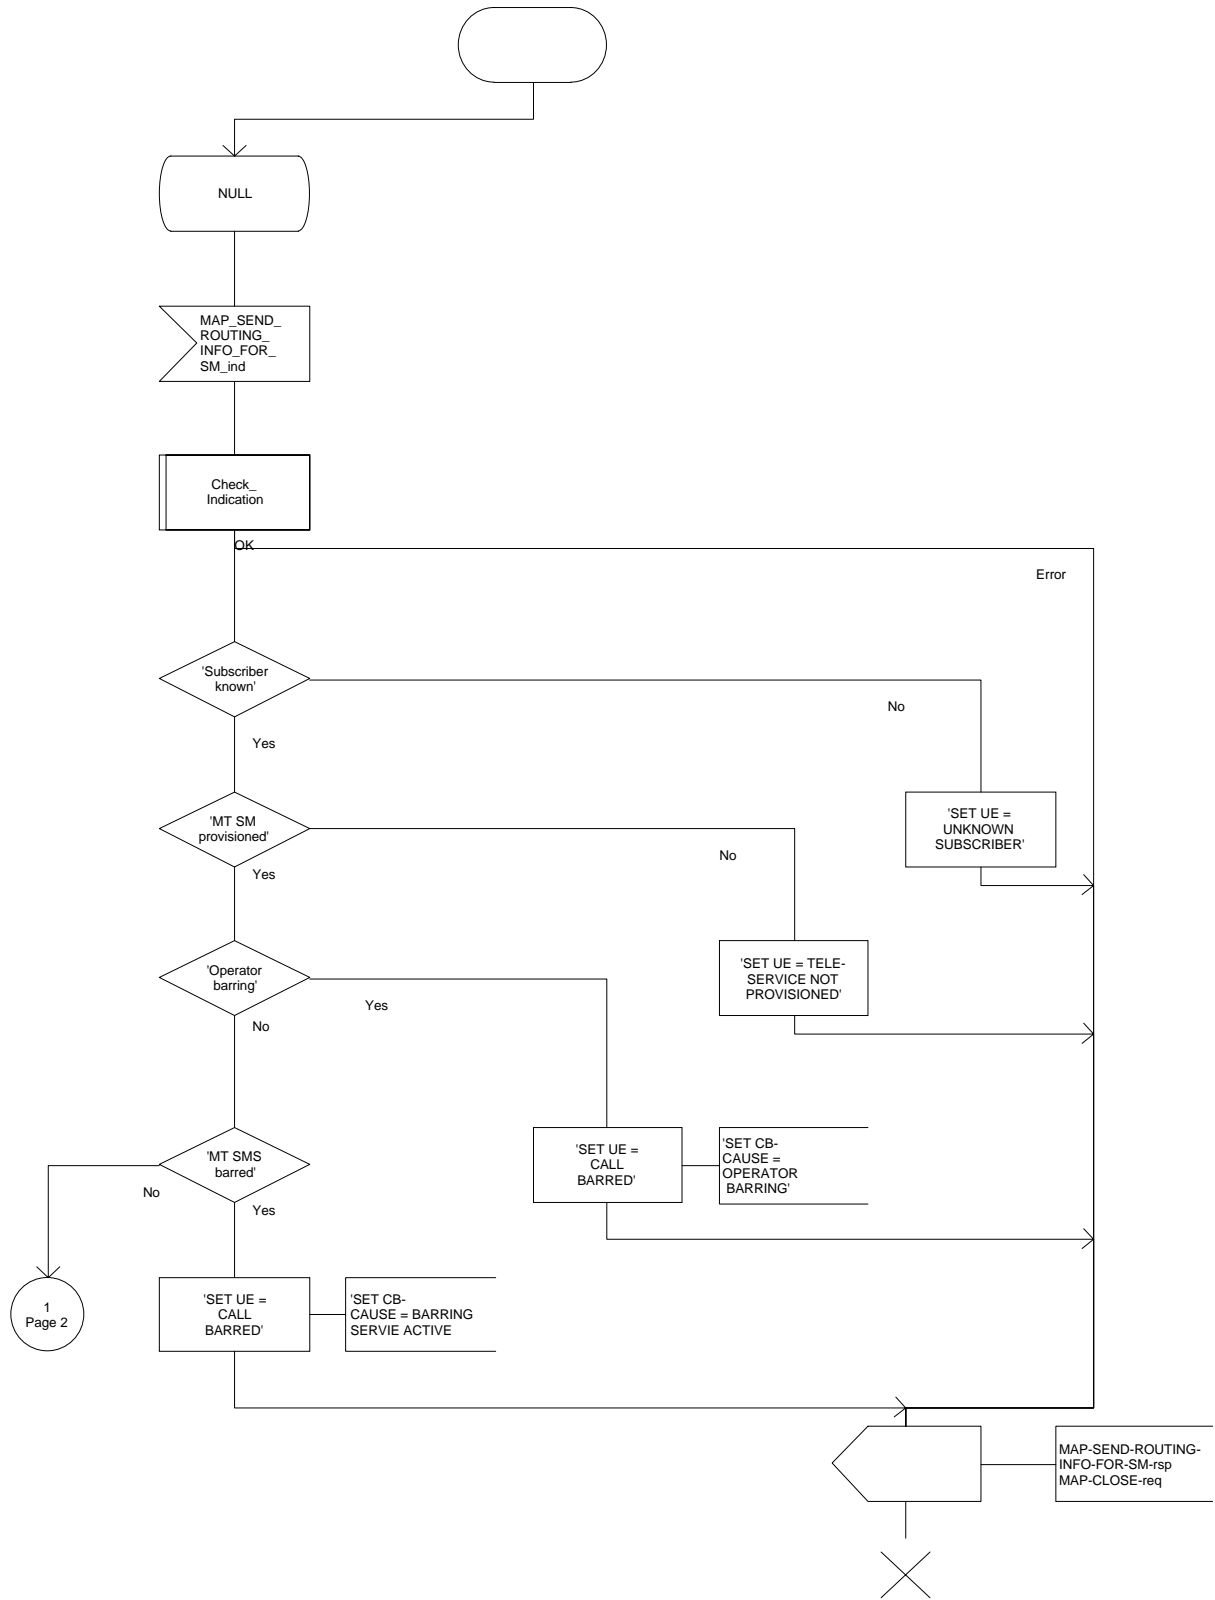 NULL
MAP_SEND_
ROUTING_
INFO_FOR_
SM_ind
Check_
Indication
OK
Error
'Subscriber
known'
No
Yes
'MT SM
provisioned'
No
Yes
'SET UE =
UNKNOWN
SUBSCRIBER'
'Operator
barring'
Yes
No
'SET UE = TELE-
SERVICE NOT
PROVISIONED'
'MT SMS
barred'
No
Yes
'SET UE =
CALL
BARRED'
'SET CB-
CAUSE =
OPERATOR
BARRING'
1
Page 2
'SET UE =
CALL
BARRED'
'SET CB-
CAUSE = BARRING
SERVIE ACTIVE
MAP-SEND-ROUTING-
INFO-FOR-SM-rsp
MAP-CLOSE-req